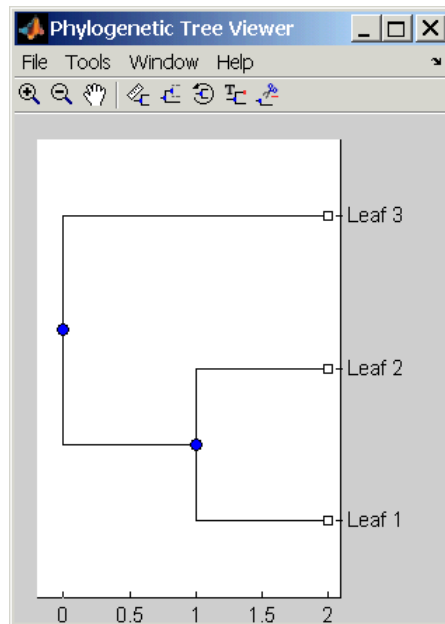 Phylogenetic Tree Viewer
File Tools Window Help
Leaf 3
Leaf 2
Leaf 1
0 0.5 1 1.5 2